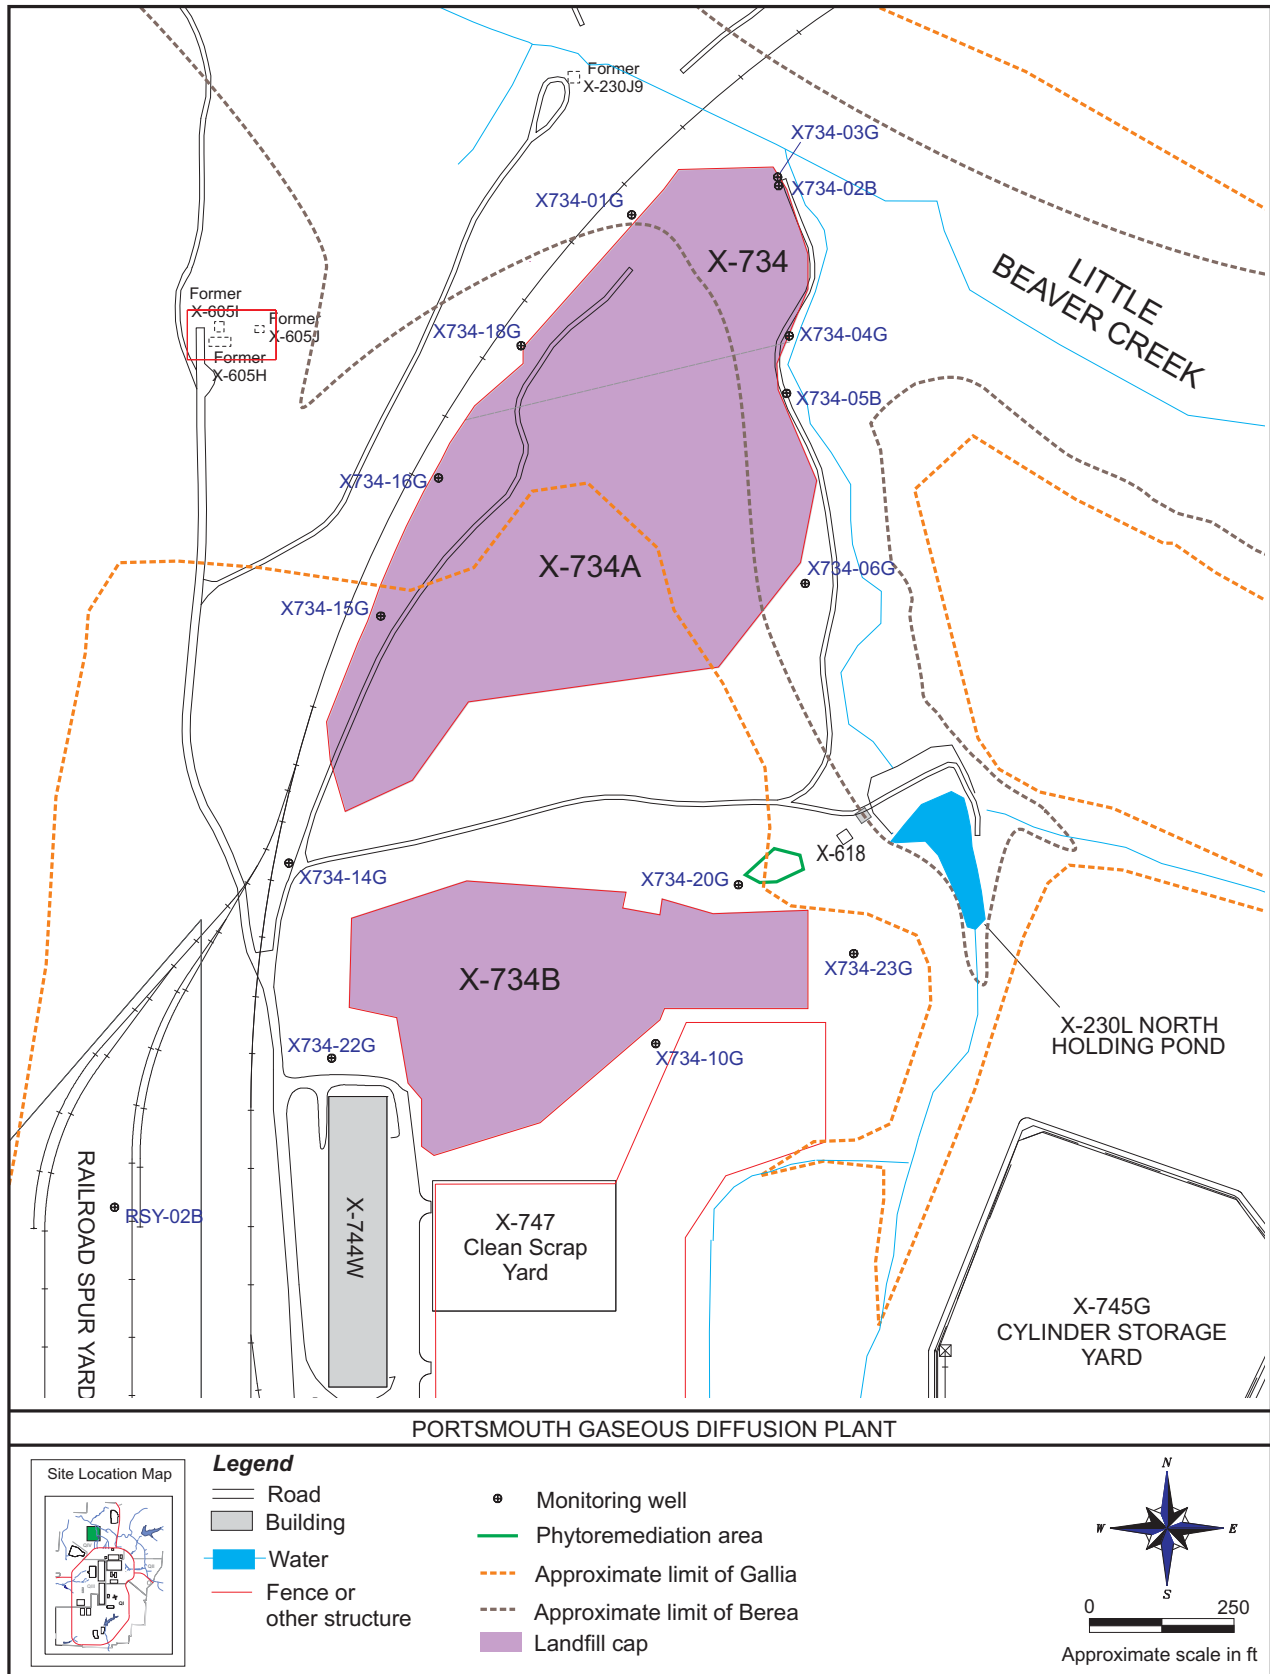 Former
X-230J9
X734-03G
X734-02B
X734-01G
X-734
LITTLE
BEAVER CREEK
Former
X-605I
Former
X-605J
Former
X-605H
X734-18G
X734-04G
X734-05B
X734-16G
X-734A
X734-06G
X734-15G
X-618
X734-14G
X734-20G
X-734B
X734-23G
X-230L NORTH
HOLDING POND
X734-22G
X734-10G
RAILROAD SPUR YARD
RSY-02B
X-744W
X-747
Clean Scrap
Yard
X-745G
CYLINDER STORAGE
YARD
PORTSMOUTH GASEOUS DIFFUSION PLANT
Site Location Map
Legend
Road
Building
Water
Fence or
other structure
Monitoring well
Phytoremediation area
Approximate limit of Gallia
Approximate limit of Berea
Landfill cap
N
W
E
S
0 250
Approximate scale in ft